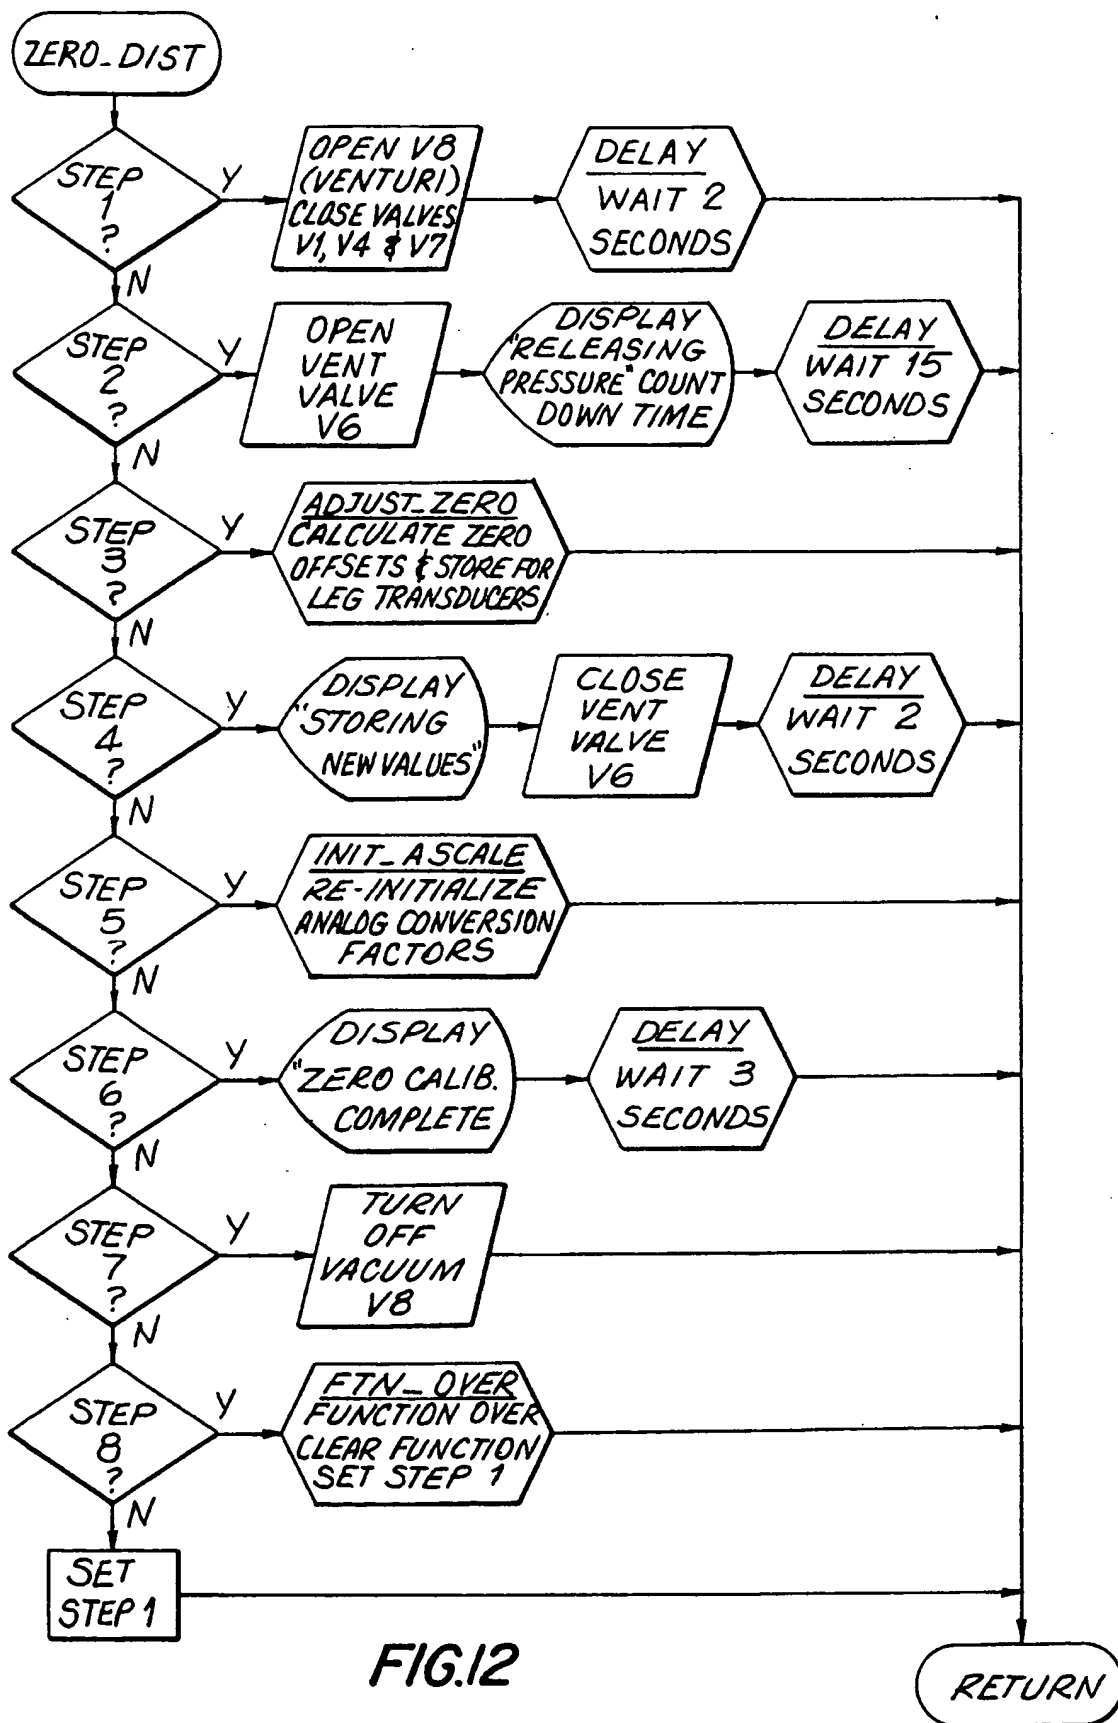 ZERO_DIST
STEP
1
?
Y
N
OPEN V8
(VENTURI)
CLOSE VALVES
V1, V4 & V7
DELAY
WAIT 2
SECONDS
STEP
2
?
Y
N
OPEN
VENT
VALVE
V6
DISPLAY
"RELEASING
PRESSURE" COUNT
DOWN TIME
DELAY
WAIT 15
SECONDS
STEP
3
?
Y
N
ADJUST_ZERO
CALCULATE ZERO
OFFSETS & STORE FOR
LEG TRANSDUCERS
STEP
4
?
Y
N
DISPLAY
"STORING
NEW VALUES"
CLOSE
VENT
VALVE
V6
DELAY
WAIT 2
SECONDS
STEP
5
?
Y
N
INIT_ASCALE
RE-INITIALIZE
ANALOG CONVERSION
FACTORS
STEP
6
?
Y
N
DISPLAY
"ZERO CALIB.
COMPLETE
DELAY
WAIT 3
SECONDS
STEP
7
?
Y
N
TURN
OFF
VACUUM
V8
STEP
8
?
Y
N
FTN_OVER
FUNCTION OVER
CLEAR FUNCTION
SET STEP 1
SET
STEP 1
RETURN
FIG.12